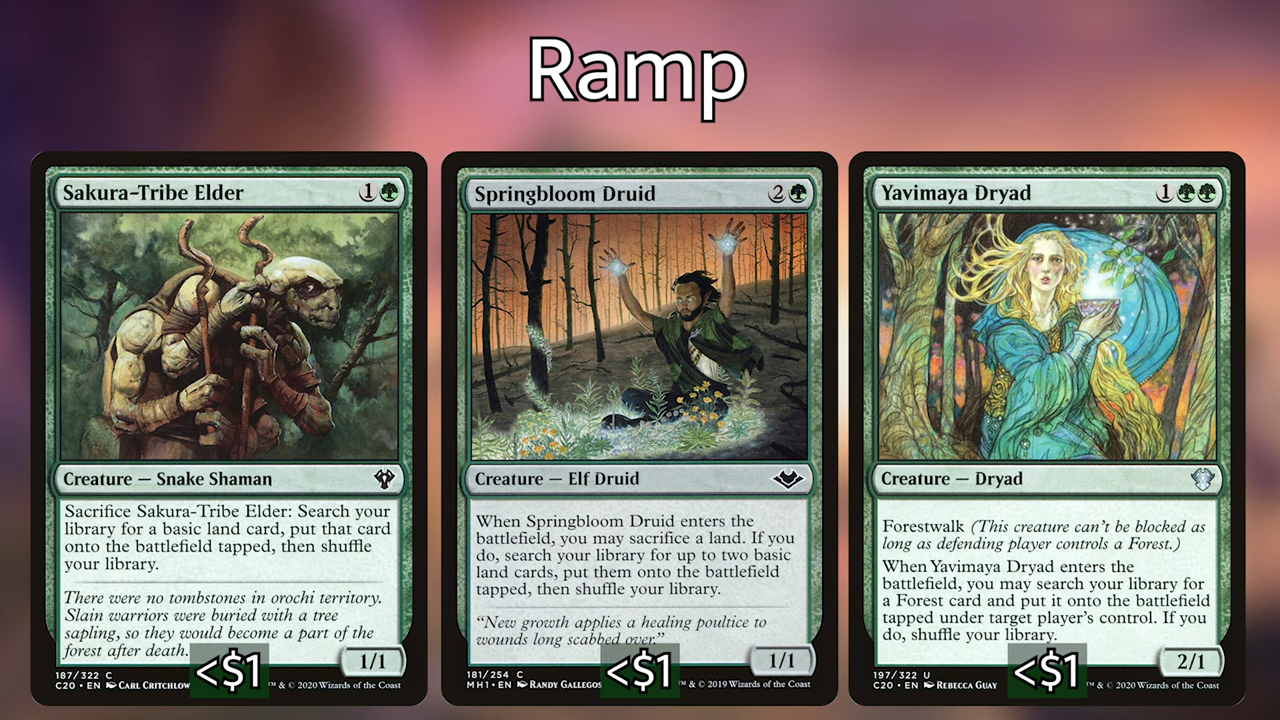 Ramp
Sakura-Tribe Elder 1
Creature — Snake Shaman
Sacrifice Sakura-Tribe Elder: Search your
library for a basic land card, put that card
onto the battlefield tapped, then shuffle
your library.
There were no tombstones in orochi territory.
Slain warriors were buried with a tree
sapling, so they would become a part of the
forest after death.
<$1
1/1
187/322 C
C20 • EN Carl Critchlow ™ & © 2020 Wizards of the Coast
Springbloom Druid 2
Creature — Elf Druid
When Springbloom Druid enters the
battlefield, you may sacrifice a land. If you
do, search your library for up to two basic
land cards, put them onto the battlefield
tapped, then shuffle your library.
“New growth applies a healing poultice to
wounds long scabbed over.”
<$1
1/1
181/254 C
MH1 • EN Randy Gallegos ™ & © 2019 Wizards of the Coast
Yavimaya Dryad 1
Creature — Dryad
Forestwalk (This creature can’t be blocked as
long as defending player controls a Forest.)
When Yavimaya Dryad enters the
battlefield, you may search your library for
a Forest card and put it onto the battlefield
tapped under target player’s control. If you
do, shuffle your library.
<$1
2/1
197/322 U
C20 • EN Rebecca Guay ™ & © 2020 Wizards of the Coast